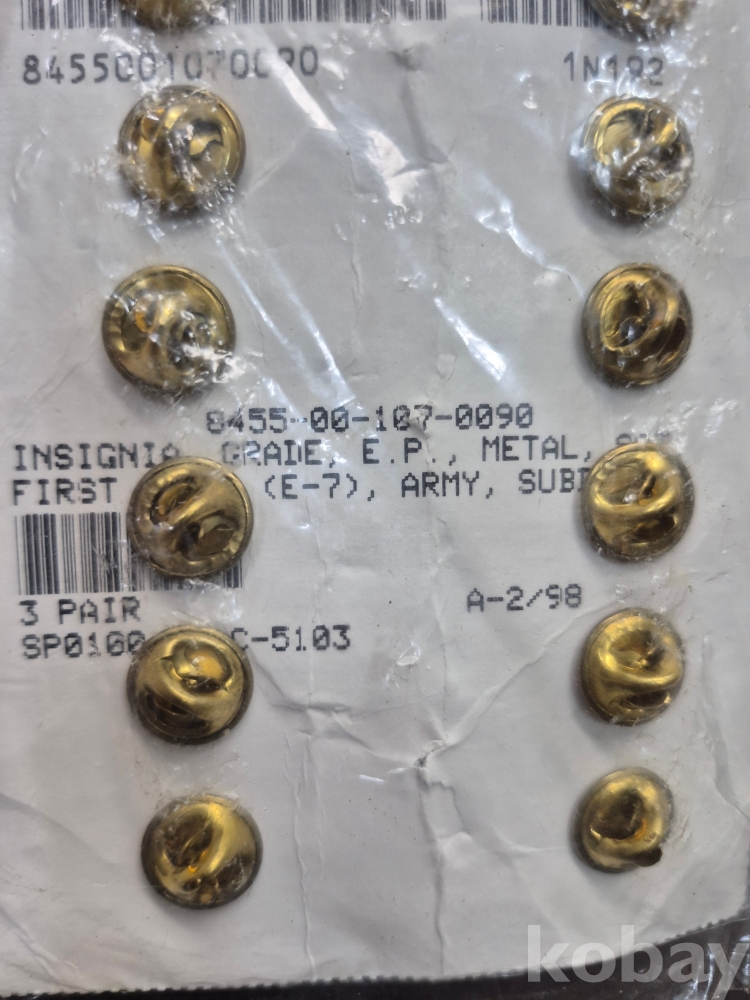 8455001070090
1N192
8455-00-107-0090
INSIGNIA, GRADE, E.P., METAL,
FIRST (E-7), ARMY, SUBD
3 PAIR
A-2/98
SP0100 C-5103
kobay